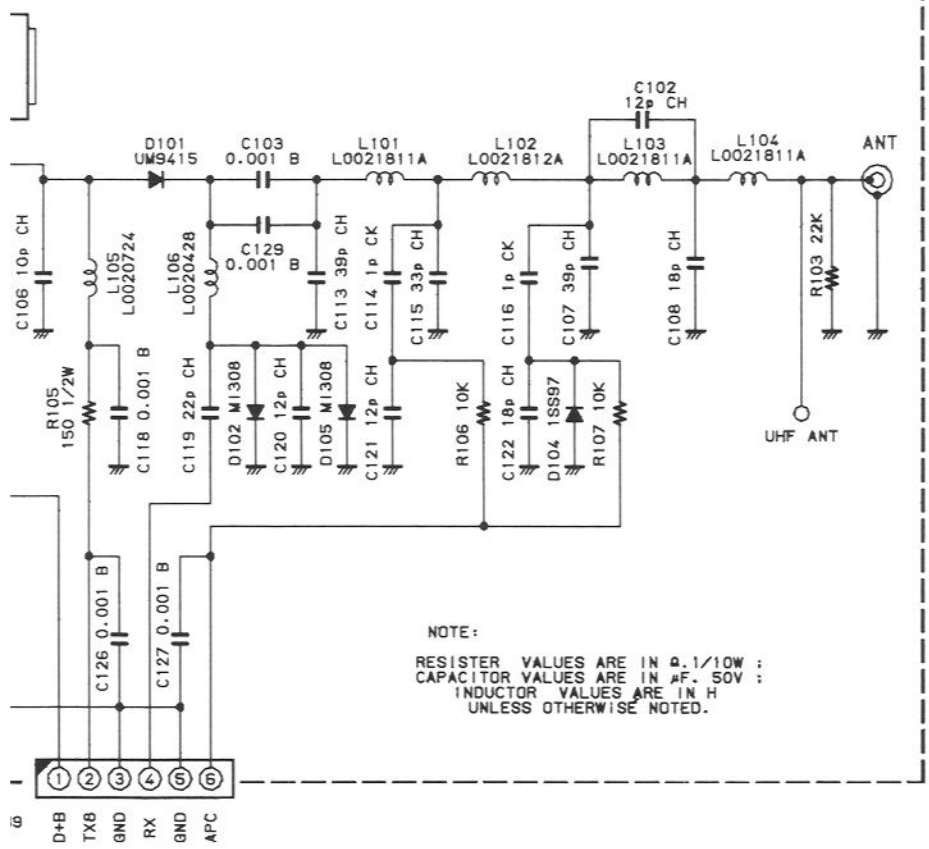 C102
12p CH
D101
UM9415
C103
0.001 B
L101
L0021811A
L102
L0021812A
L103
L0021811A
L104
L0021811A
ANT
C129
0.001 B
C106 10p CH
L105
L0020724
L106
L0020428
C113 39p CH
C114 1p CK
C115 33p CH
C116 1p CK
C107 39p CH
C108 18p CH
R103 22K
R105
150 1/2W
C118 0.001 B
C119 22p CH
D102 MI308
C120 12p CH
D105 MI308
C121 12p CH
R106 10K
C122 18p CH
D104 1SS97
R107 10K
UHF ANT
C126 0.001 B
C127 0.001 B
NOTE:
RESISTER VALUES ARE IN Ω. 1/10W ;
CAPACITOR VALUES ARE IN μF. 50V ;
INDUCTOR VALUES ARE IN H
UNLESS OTHERWISE NOTED.
1 2 3 4 5 6
D+B
TX8
GND
RX
GND
APC